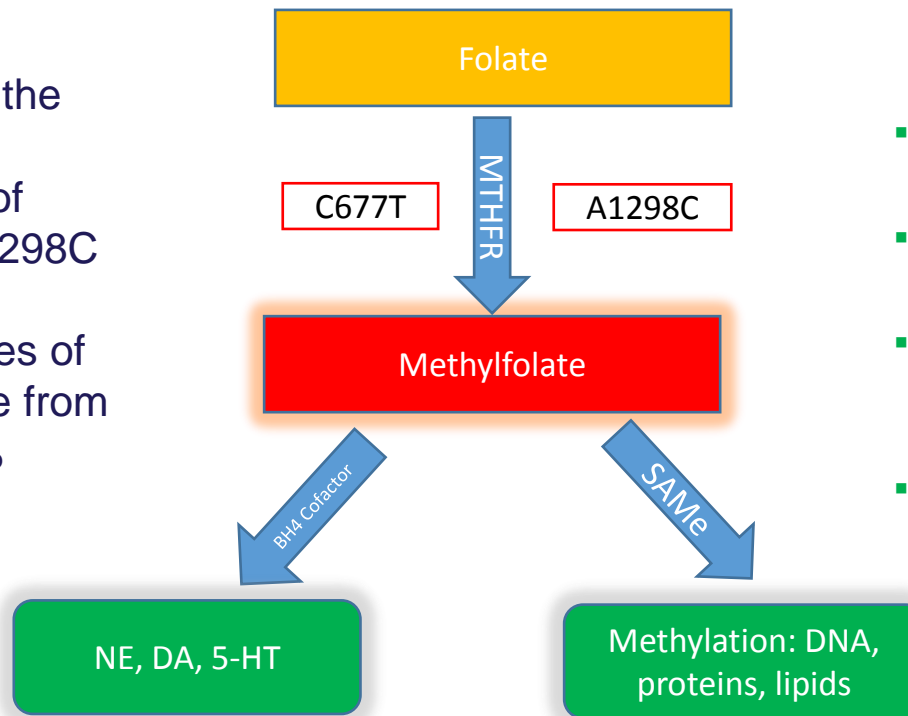 the
of
298C
es of
e from
Folate
MTHFR
C677T
A1298C
Methylfolate
BH4 Cofactor
SAMe
NE, DA, 5-HT
Methylation: DNA,
proteins, lipids